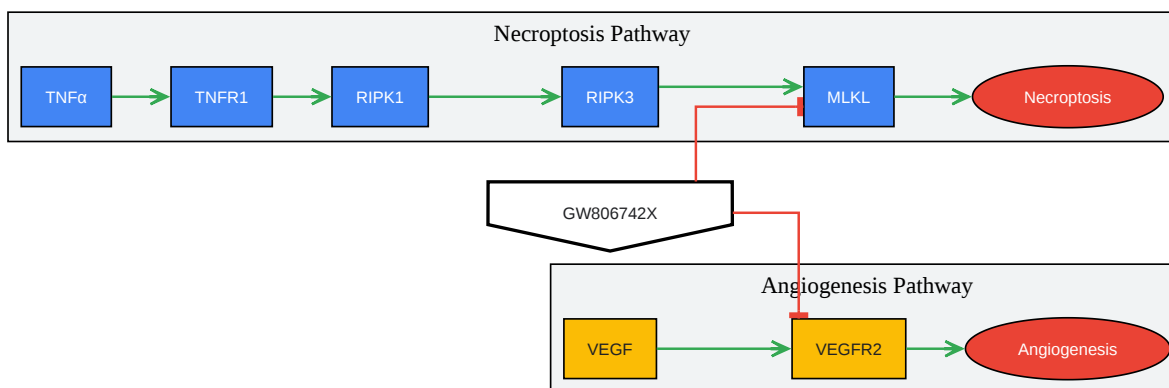 Necroptosis Pathway
TNFα
TNFR1
RIPK1
RIPK3
MLKL
Necroptosis
GW806742X
Angiogenesis Pathway
VEGF
VEGFR2
Angiogenesis